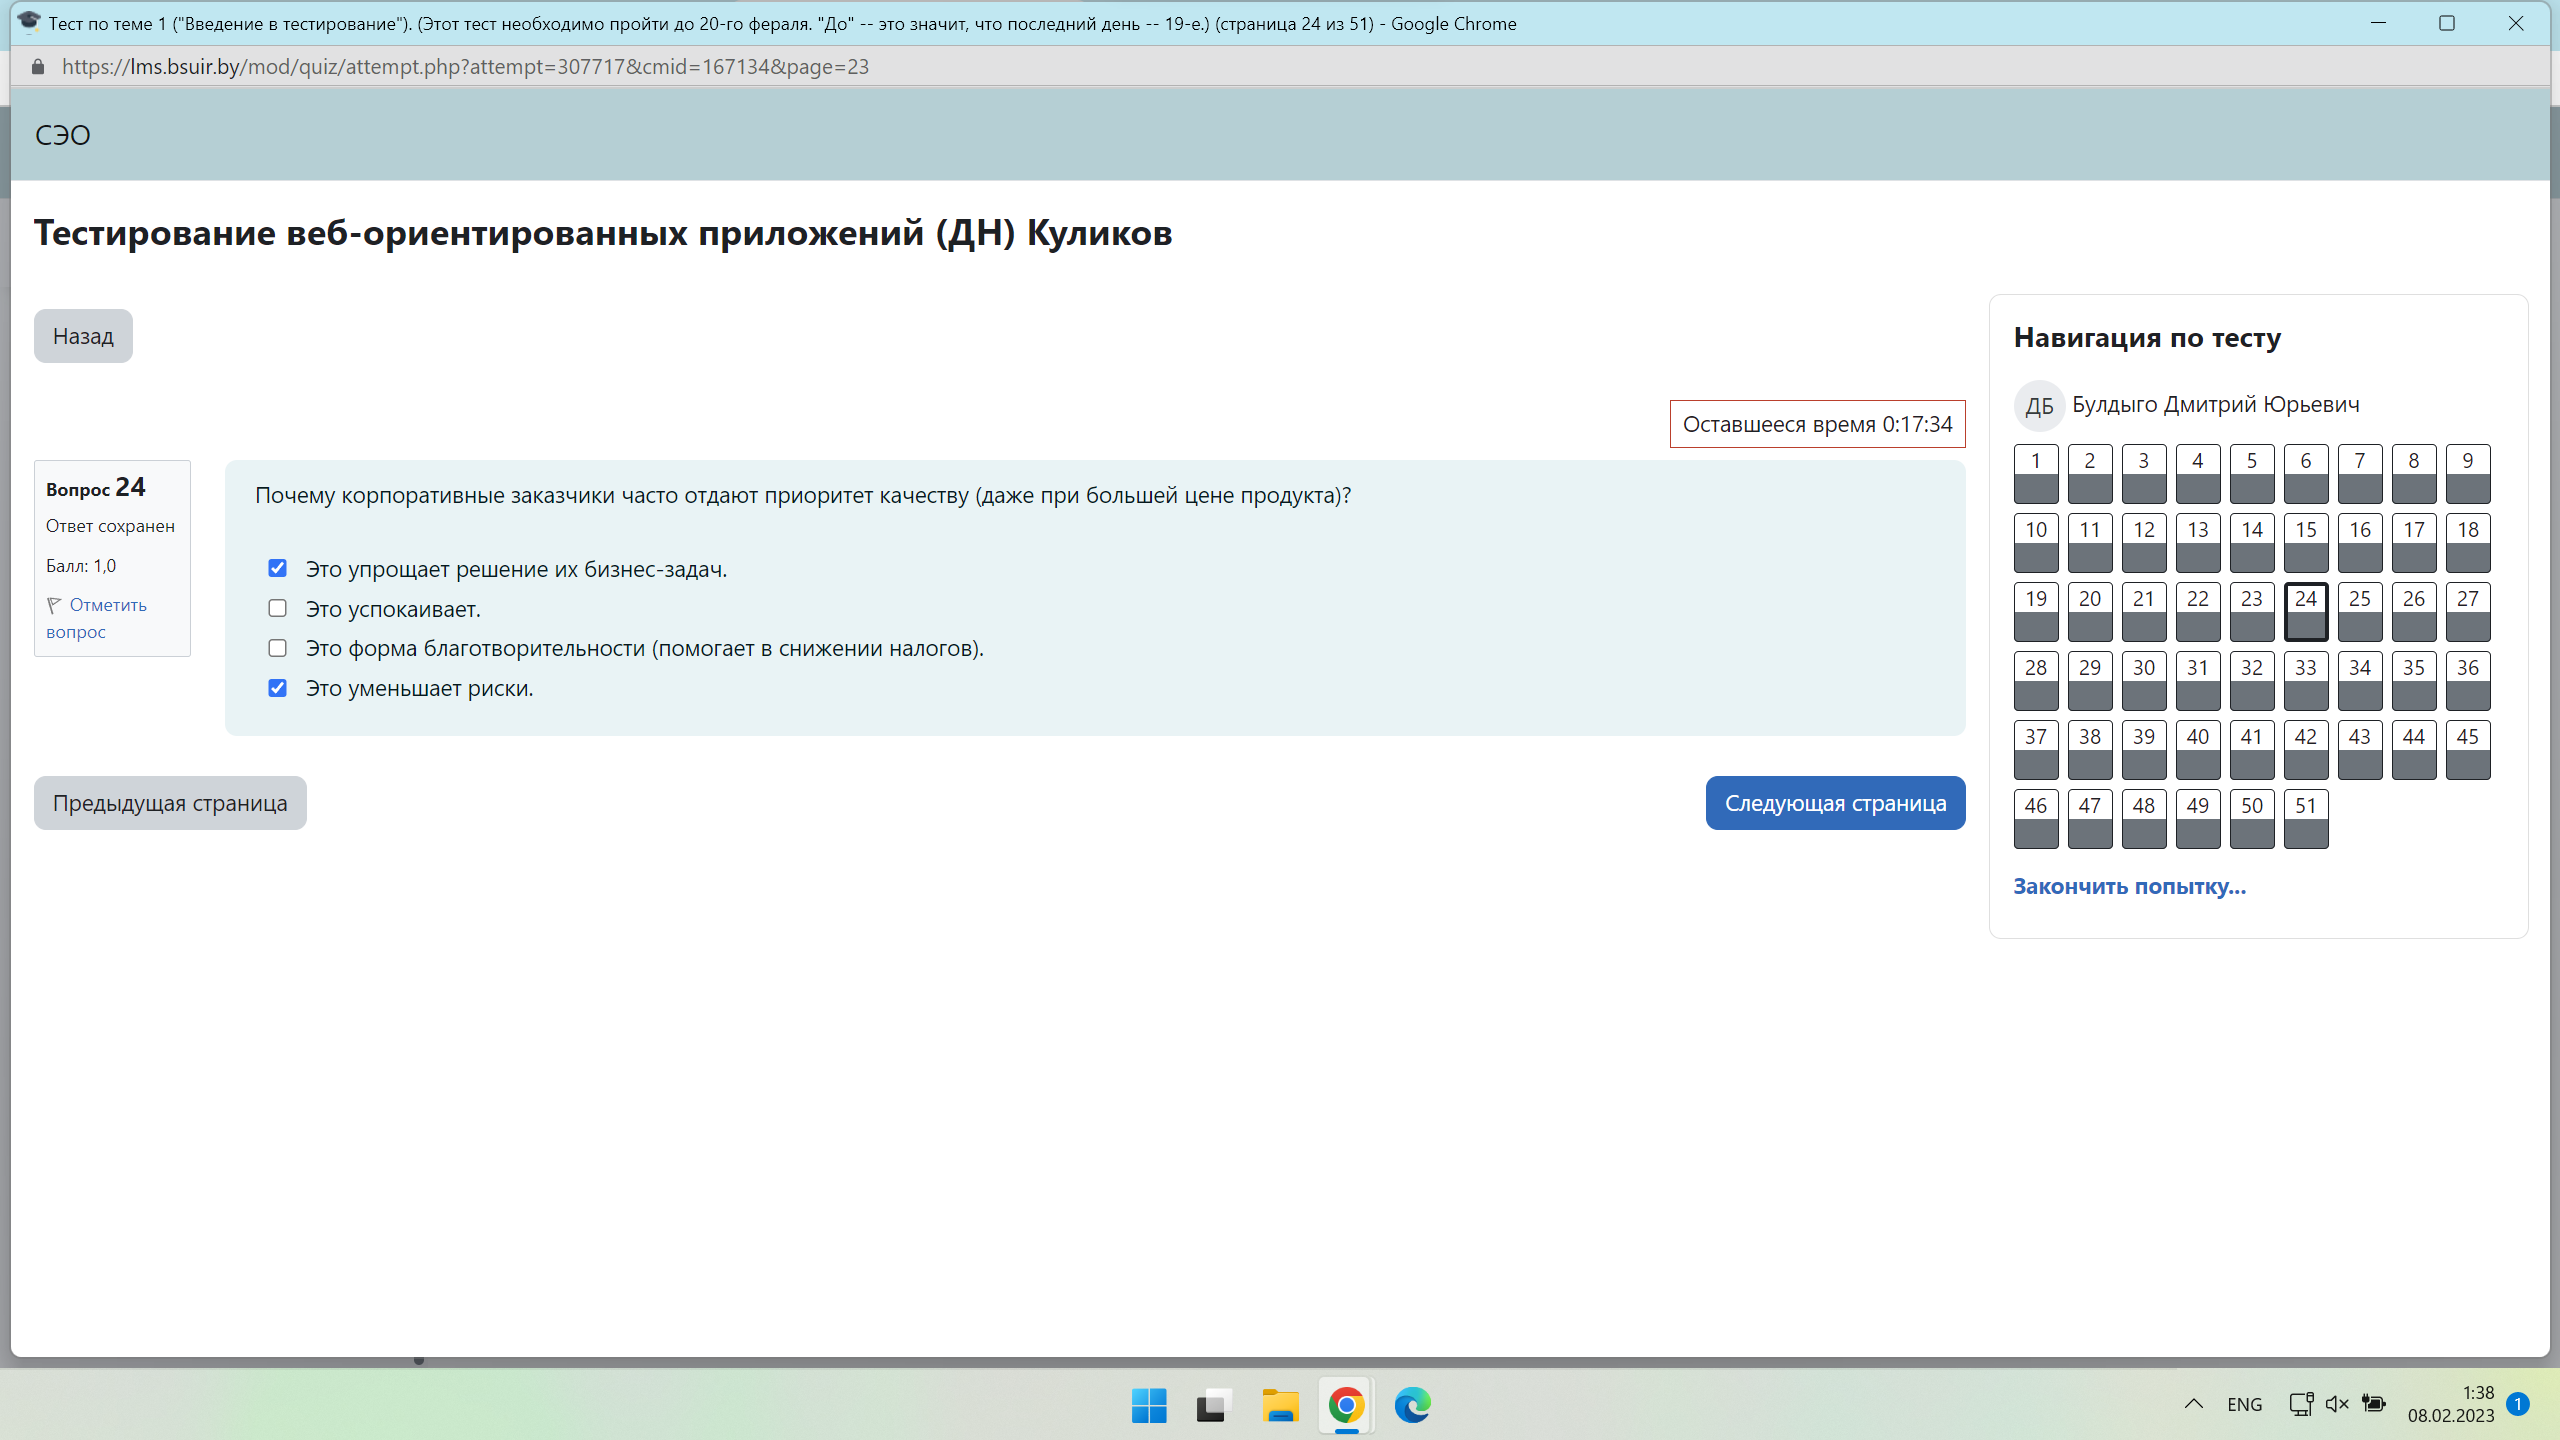 Тест по теме 1 ("Введение в тестирование"). (Этот тест необходимо пройти до 20-го фераля. "До" -- это значит, что последний день -- 19-е.) (страница 24 из 51) - Google Chrome
https://lms.bsuir.by/mod/quiz/attempt.php?attempt=307717&cmid=167134&page=23
СЭО
Тестирование веб-ориентированных приложений (ДН) Куликов
Назад
Оставшееся время 0:17:34
Вопрос 24
Ответ сохранен
Балл: 1,0
Отметить
вопрос
Почему корпоративные заказчики часто отдают приоритет качеству (даже при большей цене продукта)?
Это упрощает решение их бизнес-задач.
Это успокаивает.
Это форма благотворительности (помогает в снижении налогов).
Это уменьшает риски.
Предыдущая страница
Следующая страница
Навигация по тесту
ДБ Булдыго Дмитрий Юрьевич
1 2 3 4 5 6 7 8 9
10 11 12 13 14 15 16 17 18
19 20 21 22 23 24 25 26 27
28 29 30 31 32 33 34 35 36
37 38 39 40 41 42 43 44 45
46 47 48 49 50 51
Закончить попытку...
ENG
1:38
08.02.2023
1